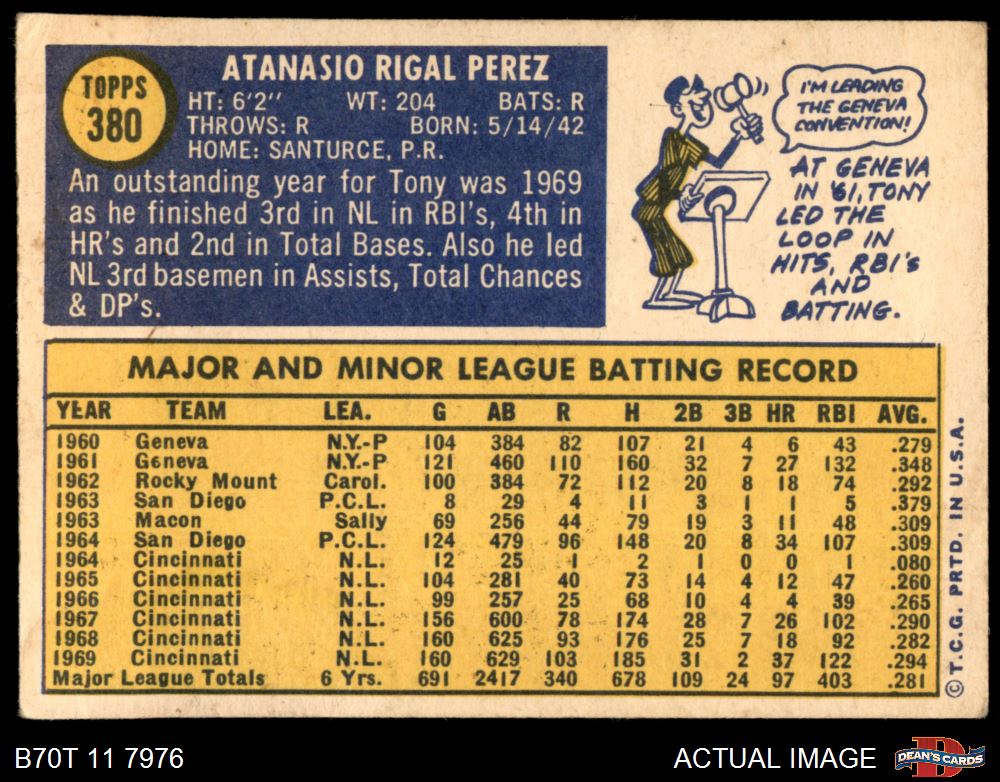 TOPPS
380
ATANASIO RIGAL PEREZ
HT: 6'2" WT: 204 BATS: R
THROWS: R BORN: 5/14/42
HOME: SANTURCE, P.R.
An outstanding year for Tony was 1969
as he finished 3rd in NL in RBI's, 4th in
HR's and 2nd in Total Bases. Also he led
NL 3rd basemen in Assists, Total Chances
& DP's.
I'M LEADING
THE GENEVA
CONVENTION!
AT GENEVA
IN '61, TONY
LED THE
LOOP IN
HITS, RBI's
AND
BATTING.
MAJOR AND MINOR LEAGUE BATTING RECORD
YEAR TEAM LEA. G AB R H 2B 3B HR RBI AVG.
1960 Geneva N.Y.-P 104 384 82 107 21 4 6 43 .279
1961 Geneva N.Y.-P 121 460 110 160 32 7 27 132 .348
1962 Rocky Mount Carol. 100 384 72 112 20 8 18 74 .292
1963 San Diego P.C.L. 8 29 4 11 3 1 1 5 .379
1963 Macon Sally 69 256 44 79 19 3 11 48 .309
1964 San Diego P.C.L. 124 479 96 148 20 8 34 107 .309
1964 Cincinnati N.L. 12 25 1 2 1 0 0 1 .080
1965 Cincinnati N.L. 104 281 40 73 14 4 12 47 .260
1966 Cincinnati N.L. 99 257 25 68 10 4 4 39 .265
1967 Cincinnati N.L. 156 600 78 174 28 7 26 102 .290
1968 Cincinnati N.L. 160 625 93 176 25 7 18 92 .282
1969 Cincinnati N.L. 160 629 103 185 31 2 37 122 .294
Major League Totals 6 Yrs. 691 2417 340 678 109 24 97 403 .281
© T.C.G. PRTD. IN U.S.A.
B70T 11 7976
ACTUAL IMAGE
D
DEAN'S CARDS